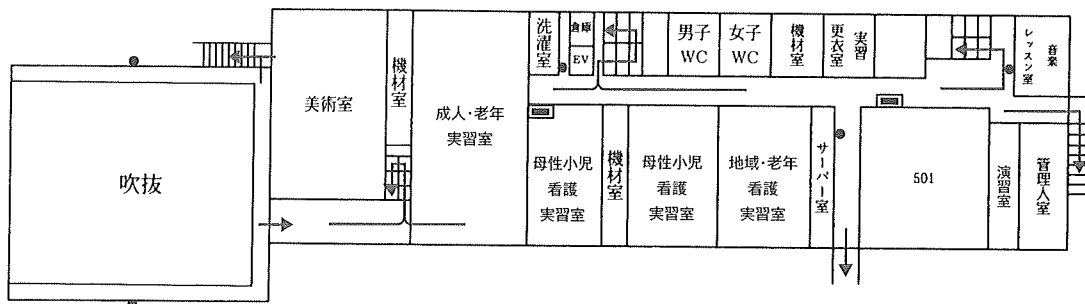 吹抜
美術室
機材室
成人・老年
実習室
洗濯室
倉庫
EV
男子
WC
女子
WC
機材室
実習
更衣室
音楽
レッスン室
母性小児
看護
実習室
機材室
母性小児
看護
実習室
地域・老年
看護
実習室
サーバー室
501
演習室
管理人室